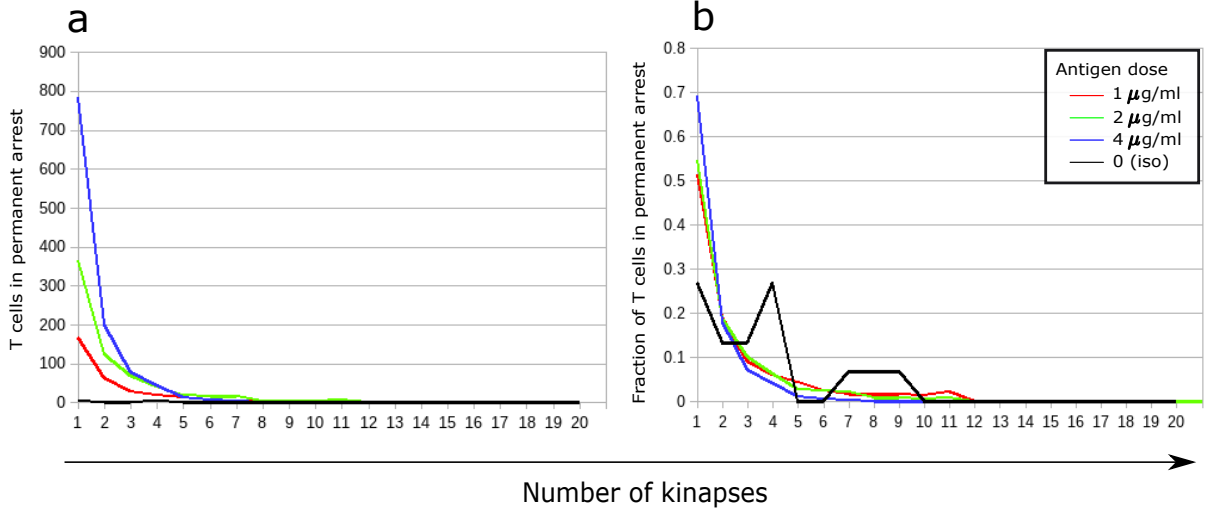 a
T cells in permanent arrest
900
800
700
600
500
400
300
200
100
0
1 2 3 4 5 6 7 8 9 10 11 12 13 14 15 16 17 18 19 20
b
Fraction of T cells in permanent arrest
0.8
0.7
0.6
0.5
0.4
0.3
0.2
0.1
0
1 2 3 4 5 6 7 8 9 10 11 12 13 14 15 16 17 18 19 20
Antigen dose
1 μg/ml
2 μg/ml
4 μg/ml
0 (iso)
Number of kinapses